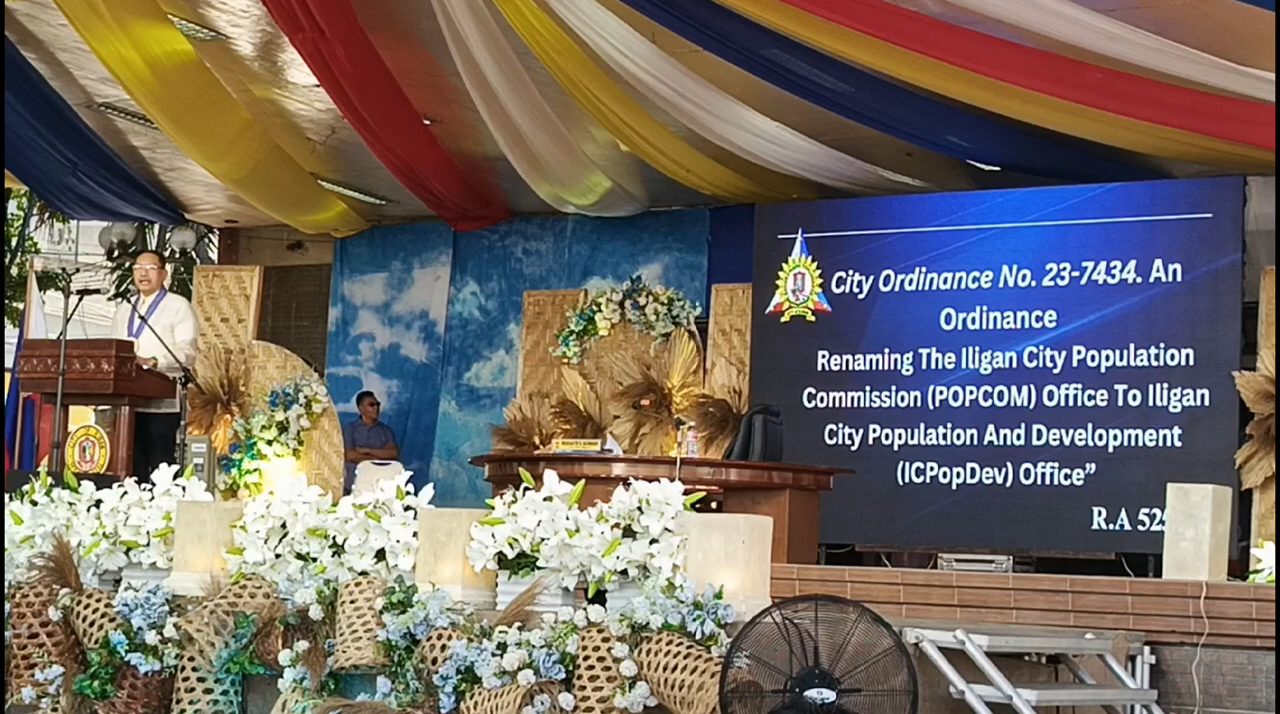 City Ordinance No. 23-7434. An
Ordinance
Renaming The Iligan City Population
Commission (POPCOM) Office To Iligan
City Population And Development
(ICPopDev) Office”
R.A